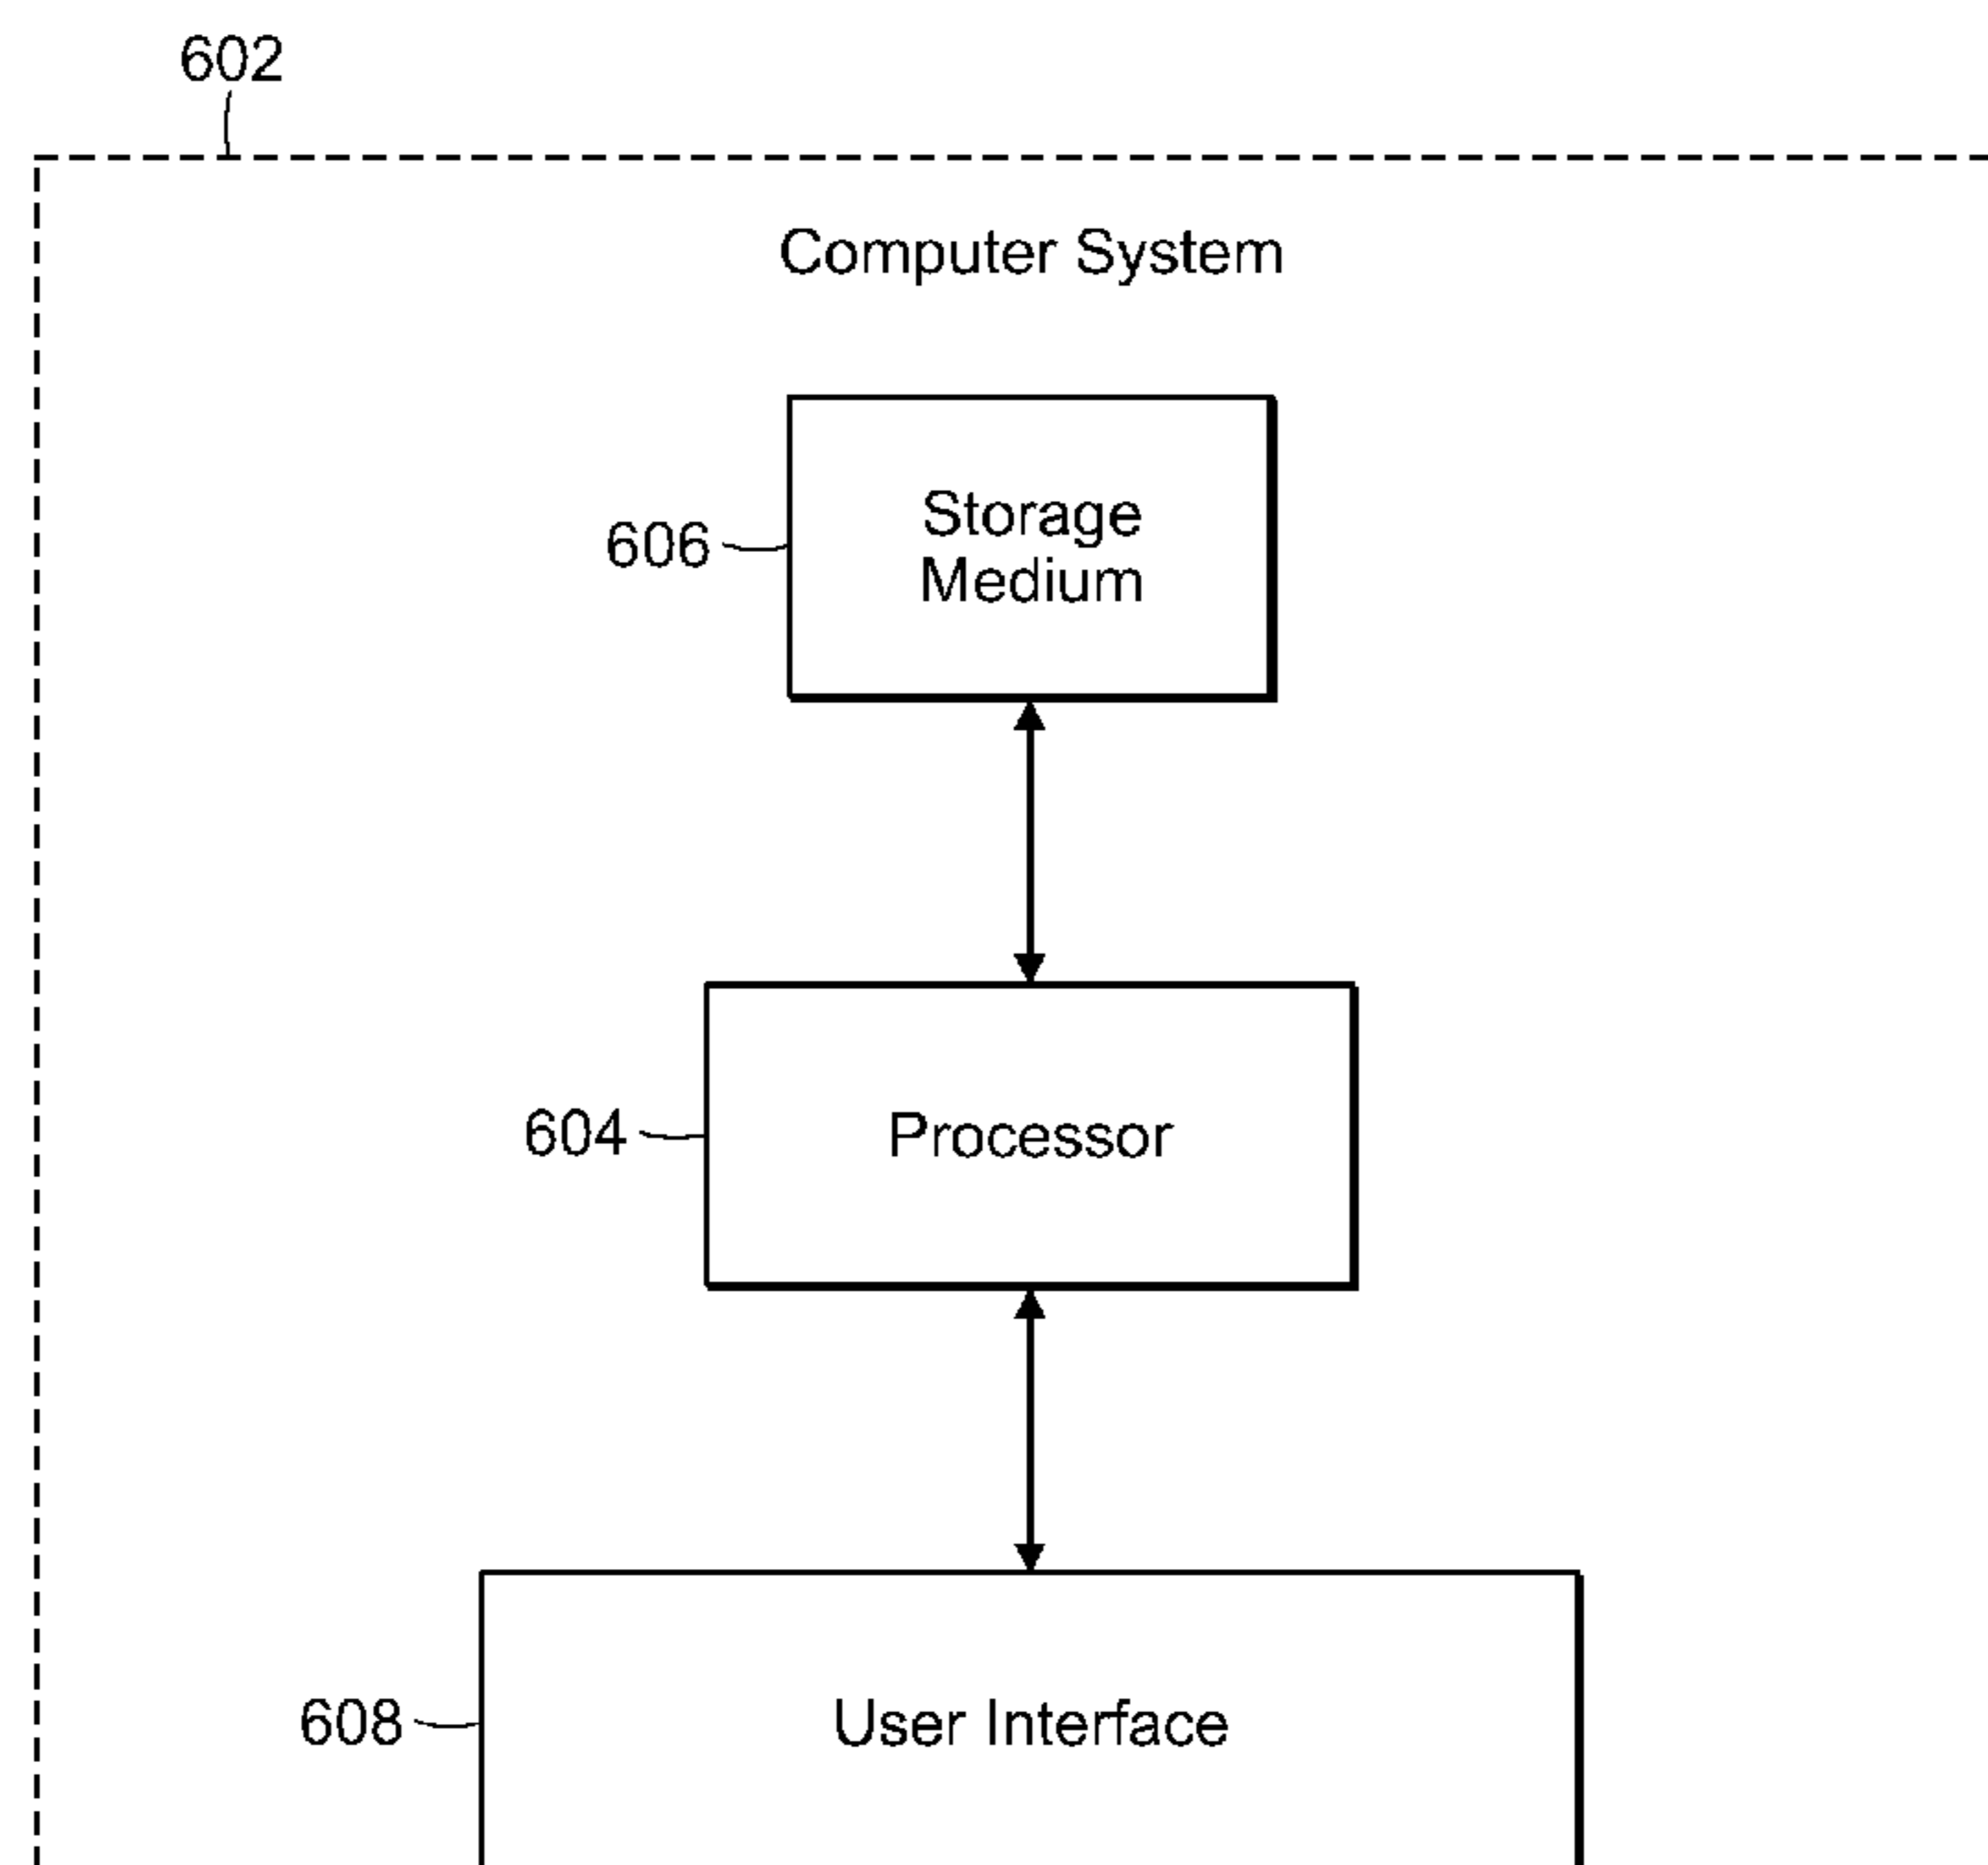 602
Computer System
Storage
606
Medium
604
Processor
608
User Interface